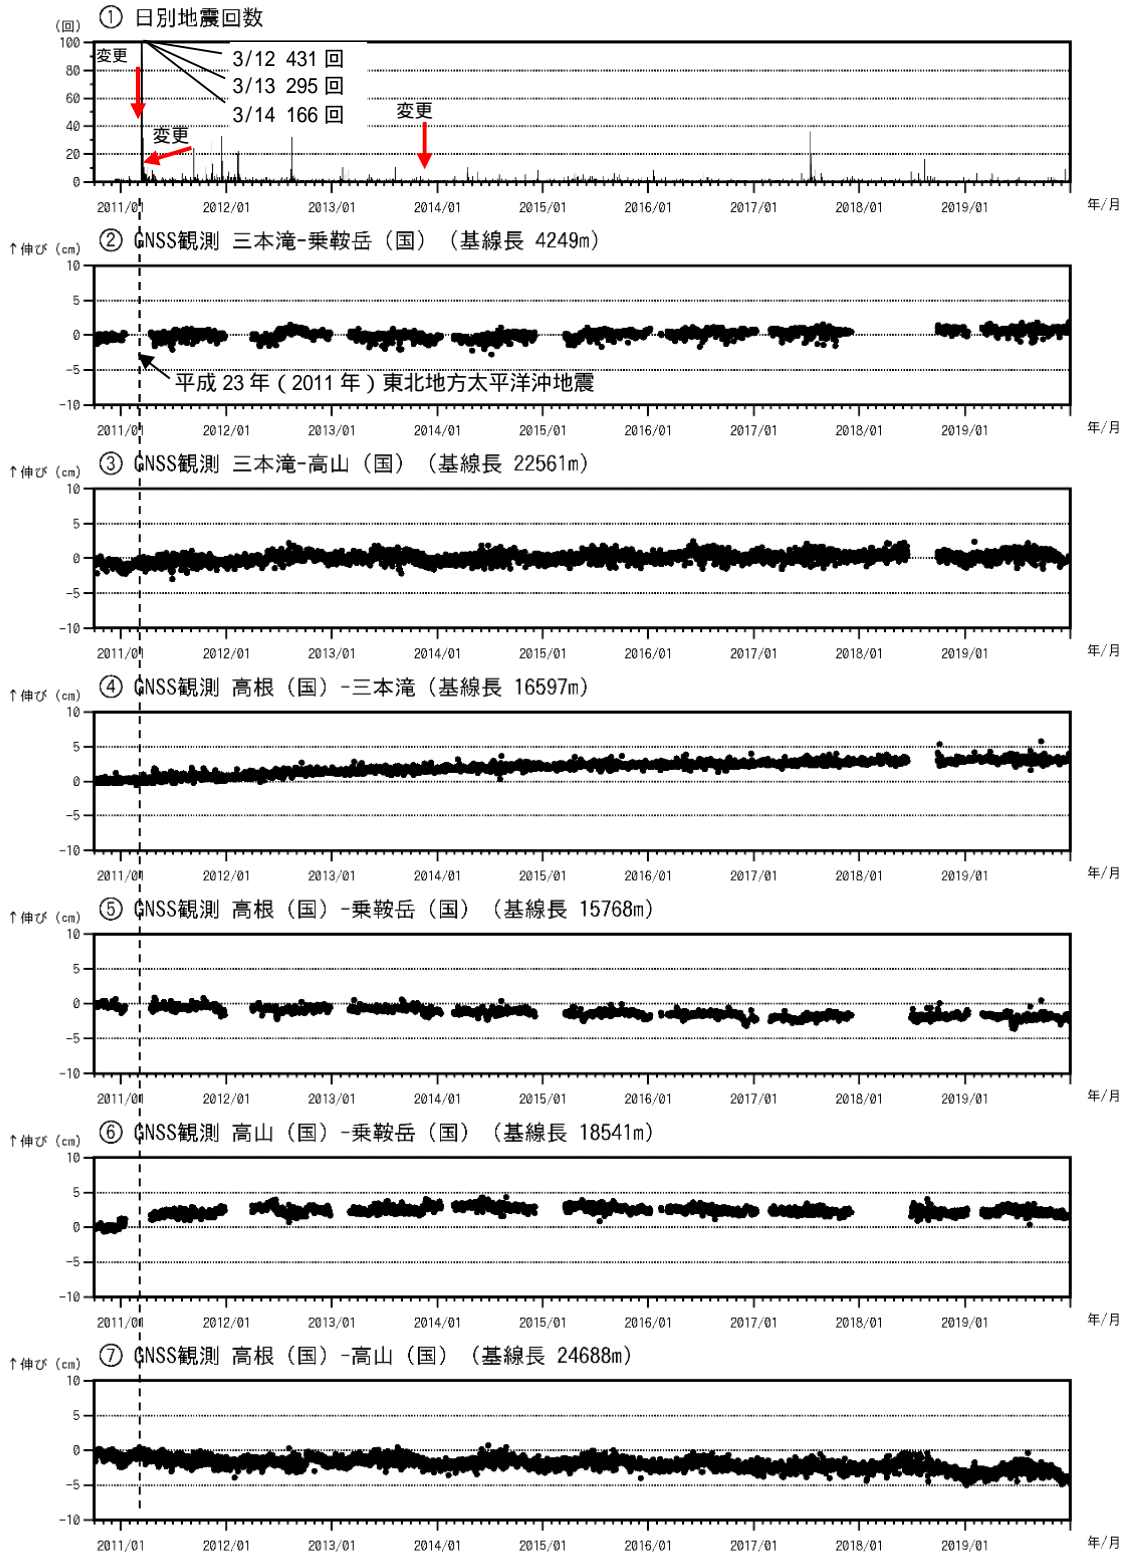 ① 日別地震回数
(回)
100
80
60
40
20
0
変更
3/12 431 回
3/13 295 回
3/14 166 回
変更
変更
2011/01 2012/01 2013/01 2014/01 2015/01 2016/01 2017/01 2018/01 2019/01 年/月
② GNSS観測 三本滝-乗鞍岳（国）（基線長 4249m）
↑伸び (cm)
10
5
0
-5
-10
平成 23 年 ( 2011 年 ) 東北地方太平洋沖地震
2011/01 2012/01 2013/01 2014/01 2015/01 2016/01 2017/01 2018/01 2019/01 年/月
③ GNSS観測 三本滝-高山（国）（基線長 22561m）
↑伸び (cm)
10
5
0
-5
-10
2011/01 2012/01 2013/01 2014/01 2015/01 2016/01 2017/01 2018/01 2019/01 年/月
④ GNSS観測 高根（国）-三本滝（基線長 16597m）
↑伸び (cm)
10
5
0
-5
-10
2011/01 2012/01 2013/01 2014/01 2015/01 2016/01 2017/01 2018/01 2019/01 年/月
⑤ GNSS観測 高根（国）-乗鞍岳（国）（基線長 15768m）
↑伸び (cm)
10
5
0
-5
-10
2011/01 2012/01 2013/01 2014/01 2015/01 2016/01 2017/01 2018/01 2019/01 年/月
⑥ GNSS観測 高山（国）-乗鞍岳（国）（基線長 18541m）
↑伸び (cm)
10
5
0
-5
-10
2011/01 2012/01 2013/01 2014/01 2015/01 2016/01 2017/01 2018/01 2019/01 年/月
⑦ GNSS観測 高根（国）-高山（国）（基線長 24688m）
↑伸び (cm)
10
5
0
-5
-10
2011/01 2012/01 2013/01 2014/01 2015/01 2016/01 2017/01 2018/01 2019/01 年/月